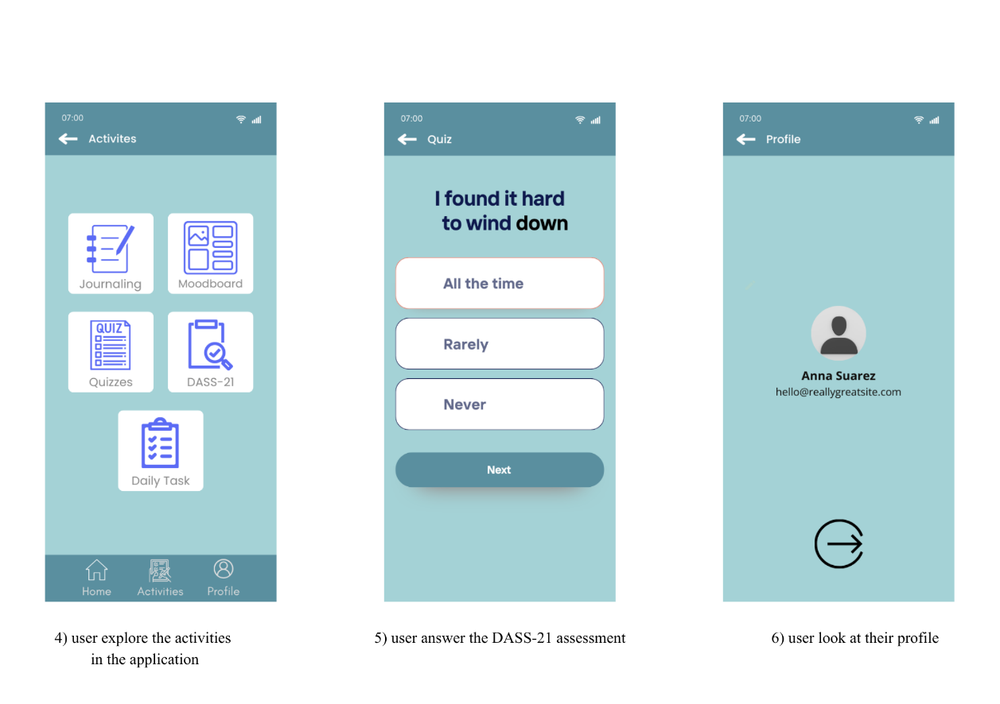 07:00
Activites
Journaling
Moodboard
QUIZ
Quizzes
DASS-21
Daily Task
Home
Activities
Profile
4) user explore the activities
in the application
07:00
Quiz
I found it hard
to wind down
All the time
Rarely
Never
Next
5) user answer the DASS-21 assessment
07:00
Profile
Anna Suarez
hello@reallygreatsite.com
6) user look at their profile